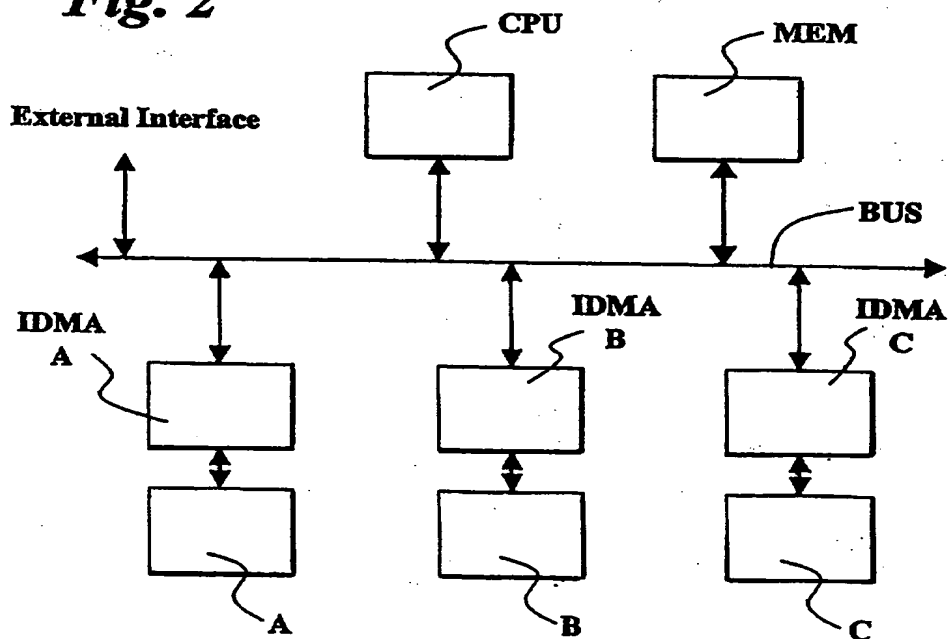 Fig. 2
CPU
MEM
External Interface
BUS
IDMA
A
IDMA
B
IDMA
C
A
B
C